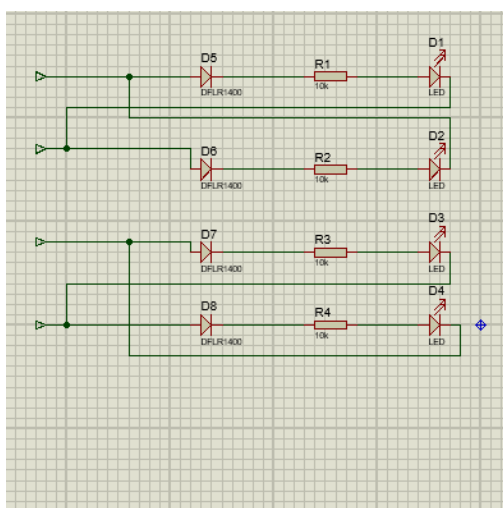 D1
D5
R1
DFLR1400
10k
LED
D2
D6
R2
DFLR1400
10k
LED
D3
D7
R3
DFLR1400
10k
LED
D4
D8
R4
DFLR1400
10k
LED